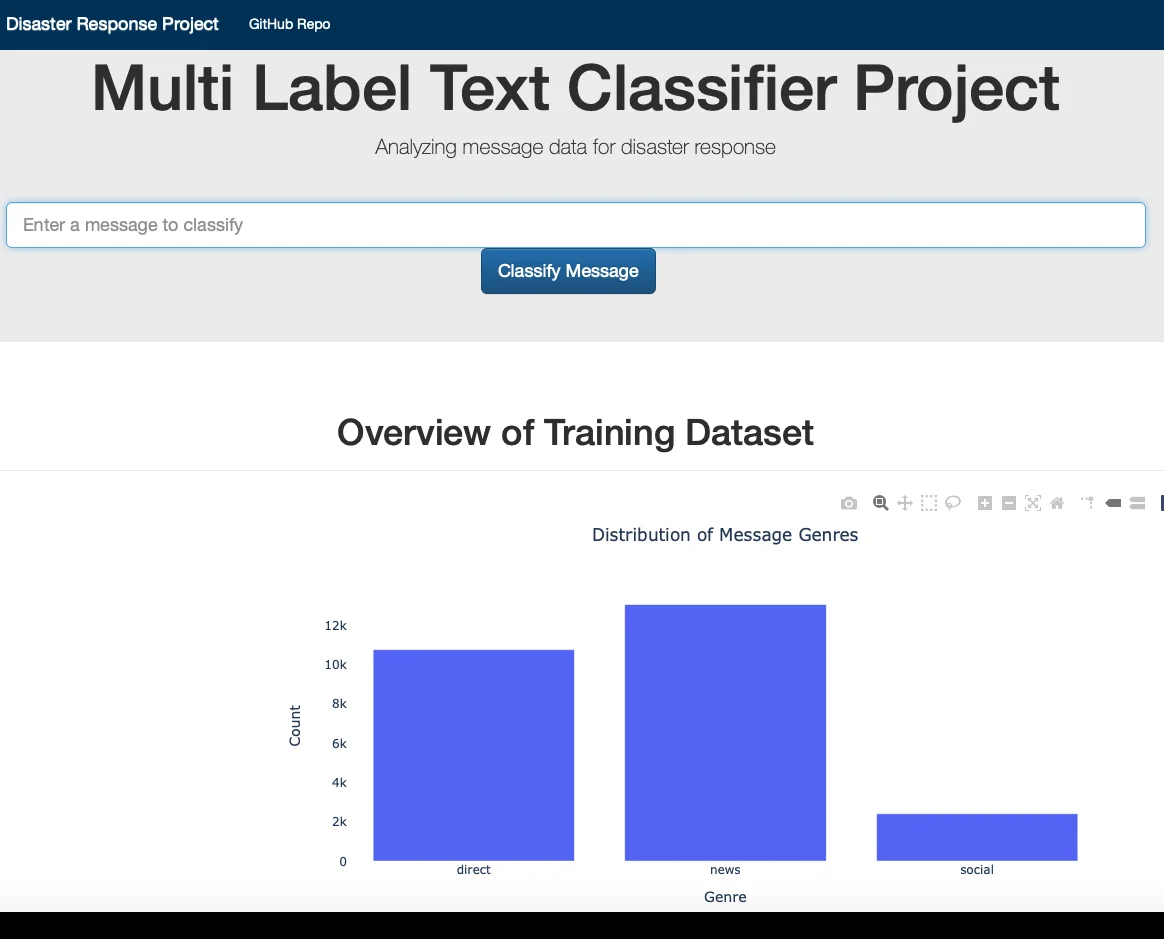 Disaster Response Project GitHub Repo
Multi Label Text Classifier Project
Analyzing message data for disaster response
Enter a message to classify
Classify Message
Overview of Training Dataset
Distribution of Message Genres
12k
10k
8k
6k
4k
2k
0
Count
direct news social
Genre